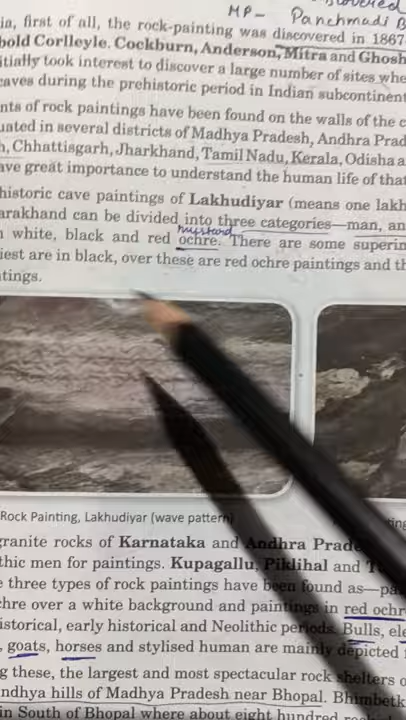 MP- Panchmadi B
ia, first of all, the rock-painting was discovered in 1867
bold Corlleyle. Cockburn, Anderson, Mitra and Ghosh
itially took interest to discover a large number of sites whe
caves during the prehistoric period in Indian subcontinent
nts of rock paintings have been found on the walls of the c
uated in several districts of Madhya Pradesh, Andhra Prad
h, Chhattisgarh, Jharkhand, Tamil Nadu, Kerala, Odisha a
ave great importance to understand the human life of that
historic cave paintings of Lakhudiyar (means one lakh
arakhand can be divided into three categories—man, an
mustard
n white, black and red ochre. There are some superin
iest are in black, over these are red ochre paintings and th
tings.
Rock Painting, Lakhudiyar (wave pattern)
granite rocks of Karnataka and Andhra Prade
thic men for paintings. Kupagallu, Piklihal and T
e three types of rock paintings have been found as—pa
chre over a white background and paintings in red ochr
istorical, early historical and Neolithic periods. Bulls, ele
, goats, horses and stylised human are mainly depicted
g these, the largest and most spectacular rock shelters o
ndhya hills of Madhya Pradesh near Bhopal. Bhimbetk
in South of Bhopal where about eight hundred